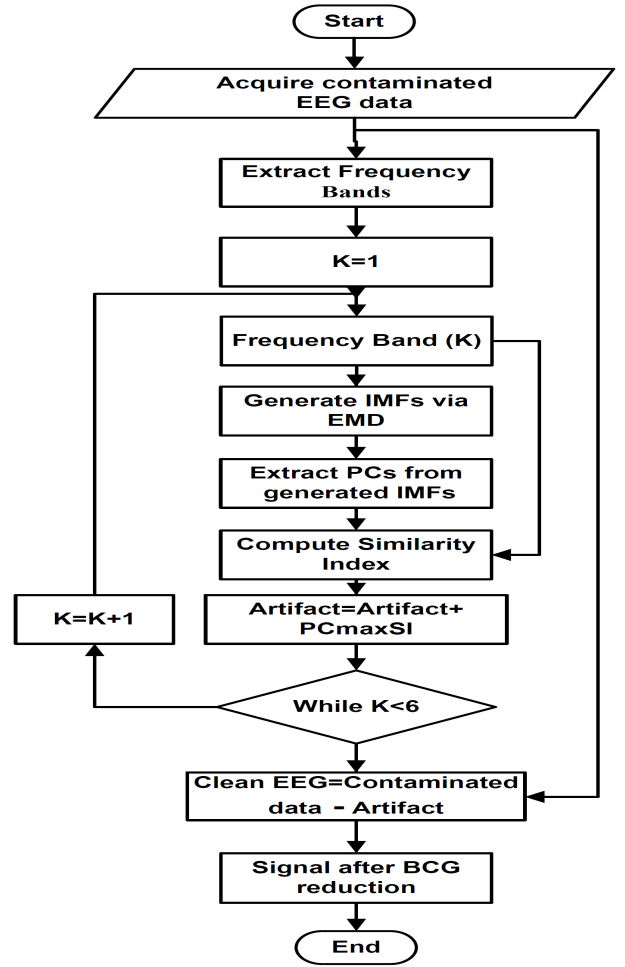 Start
Acquire contaminated
EEG data
Extract Frequency
Bands
K=1
Frequency Band (K)
Generate IMFs via
EMD
Extract PCs from
generated IMFs
Compute Similarity
Index
K=K+1
Artifact=Artifact+
PCmaxSI
While K<6
Clean EEG=Contaminated
data - Artifact
Signal after BCG
reduction
End